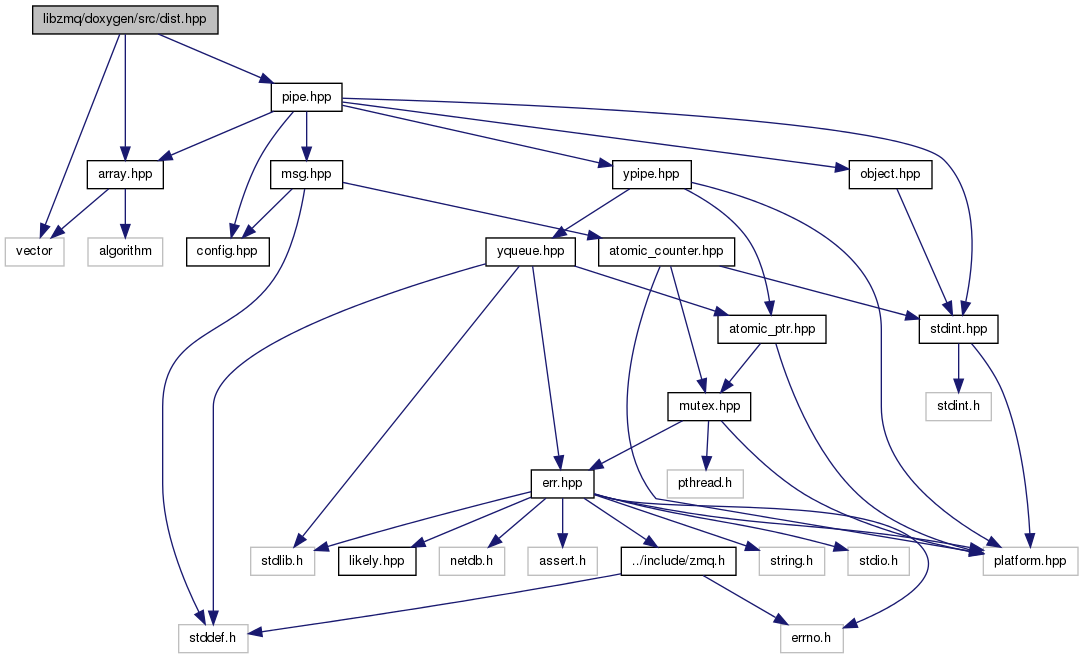 libzmq/doxygen/src/dist.hpp
pipe.hpp
array.hpp
msg.hpp
ypipe.hpp
object.hpp
vector
algorithm
config.hpp
yqueue.hpp
atomic_counter.hpp
atomic_ptr.hpp
stdint.hpp
mutex.hpp
stdint.h
err.hpp
pthread.h
stdlib.h
likely.hpp
netdb.h
assert.h
../include/zmq.h
string.h
stdio.h
platform.hpp
stddef.h
errno.h